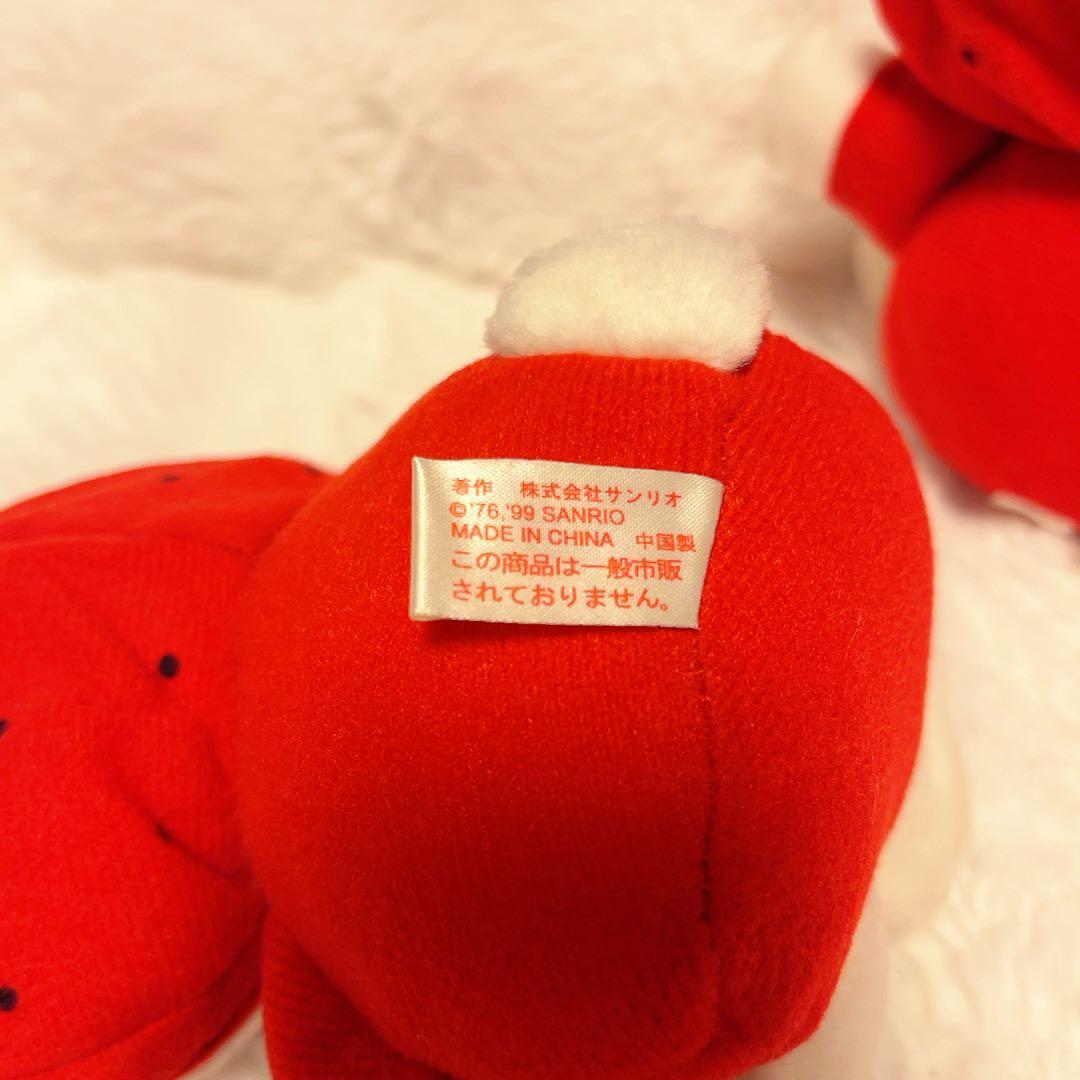 著作　株式会社サンリオ
©'76,'99 SANRIO
MADE IN CHINA　中国製
この商品は一般市販
されておりません。